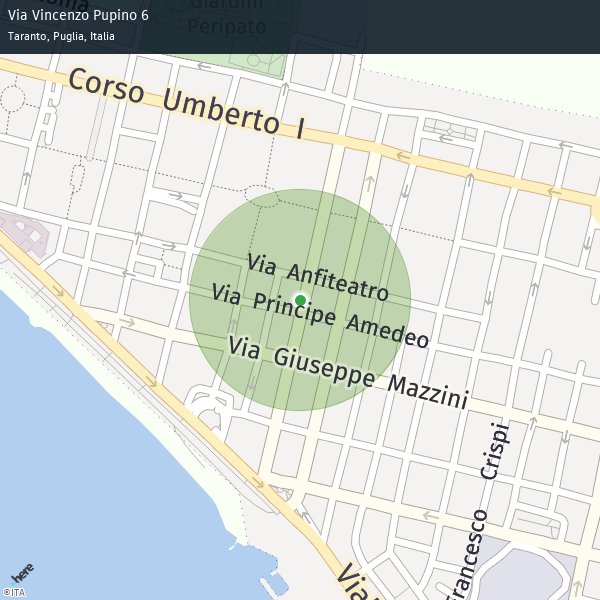 Via Vincenzo Pupino 6
Taranto, Puglia, Italia
Giardini
Peripato
Corso Umberto I
Via Anfiteatro
Via Principe Amedeo
Via Giuseppe Mazzini
Francesco Crispi
Via
here
©ITA